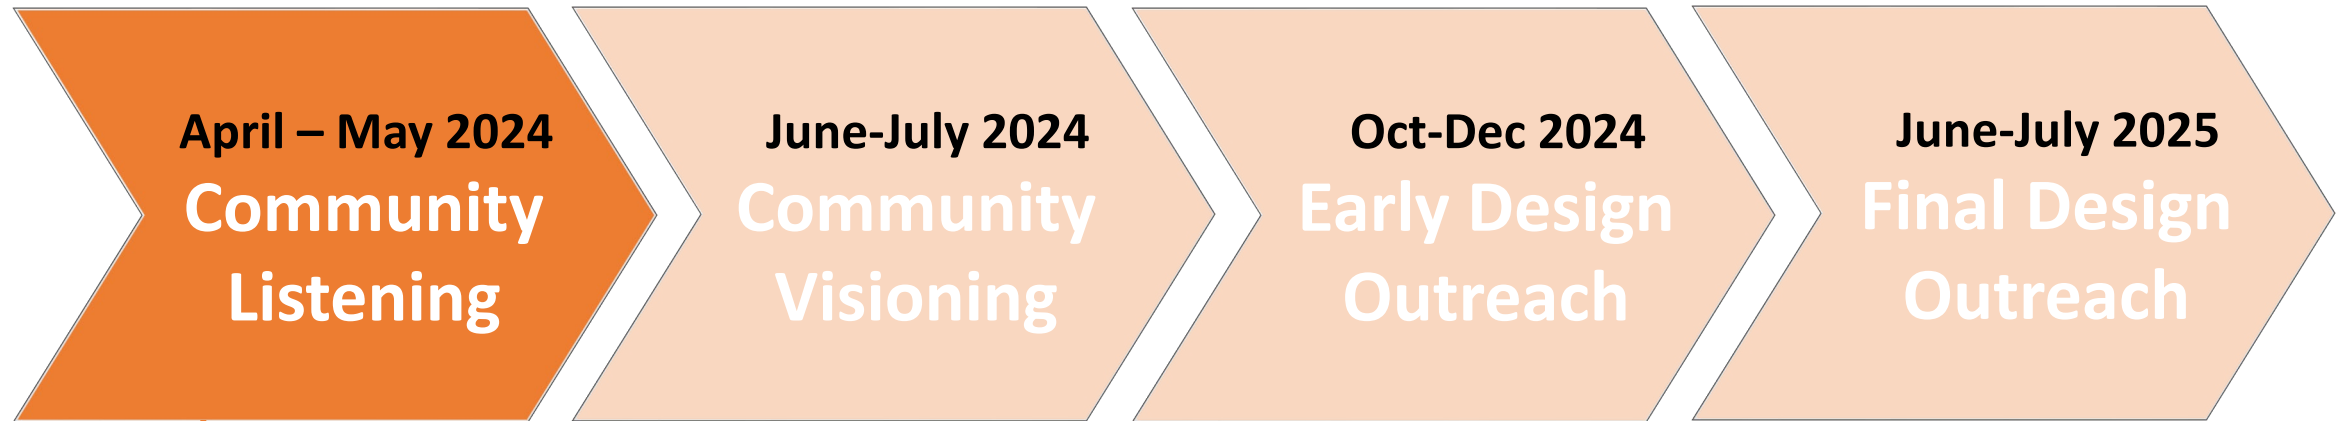 April – May 2024
Community
Listening
June-July 2024
Community
Visioning
Oct-Dec 2024
Early Design
Outreach
June-July 2025
Final Design
Outreach